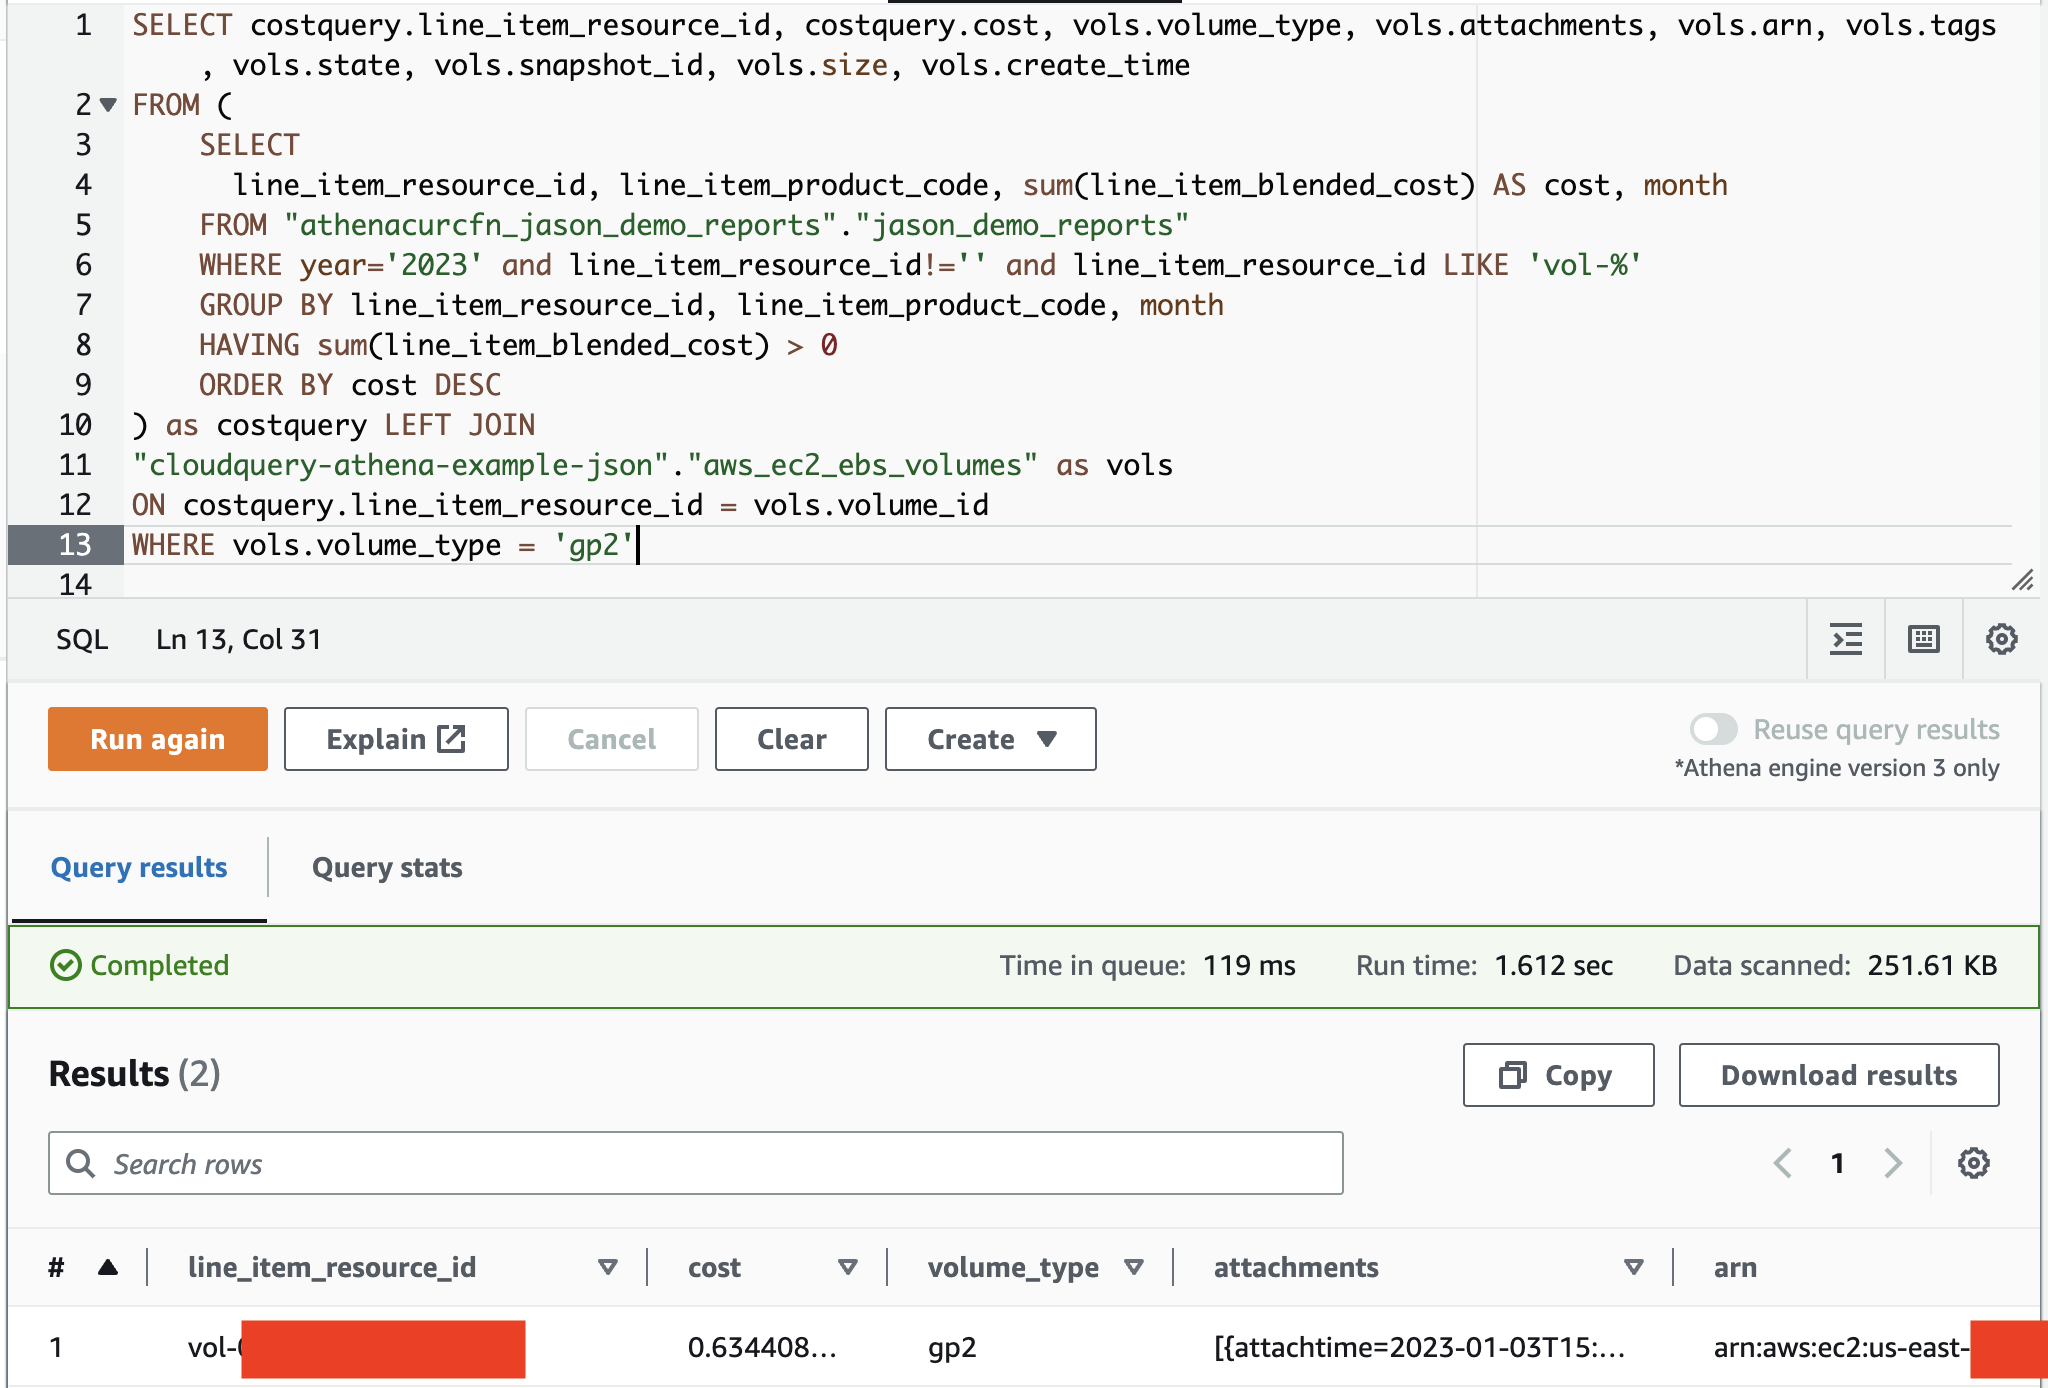 1 SELECT costquery.line_item_resource_id, costquery.cost, vols.volume_type, vols.attachments, vols.arn, vols.tags
, vols.state, vols.snapshot_id, vols.size, vols.create_time
2 FROM (
3 SELECT
4 line_item_resource_id, line_item_product_code, sum(line_item_blended_cost) AS cost, month
5 FROM "athenacurcfn_jason_demo_reports"."jason_demo_reports"
6 WHERE year='2023' and line_item_resource_id!='' and line_item_resource_id LIKE 'vol-%'
7 GROUP BY line_item_resource_id, line_item_product_code, month
8 HAVING sum(line_item_blended_cost) > 0
9 ORDER BY cost DESC
10 ) as costquery LEFT JOIN
11 "cloudquery-athena-example-json"."aws_ec2_ebs_volumes" as vols
12 ON costquery.line_item_resource_id = vols.volume_id
13 WHERE vols.volume_type = 'gp2'
14
SQL Ln 13, Col 31
Run again Explain Cancel Clear Create Reuse query results
*Athena engine version 3 only
Query results Query stats
Completed Time in queue: 119 ms Run time: 1.612 sec Data scanned: 251.61 KB
Results (2) Copy Download results
Search rows 1
# line_item_resource_id cost volume_type attachments arn
1 vol- 0.634408... gp2 [{attachtime=2023-01-03T15:... arn:aws:ec2:us-east-